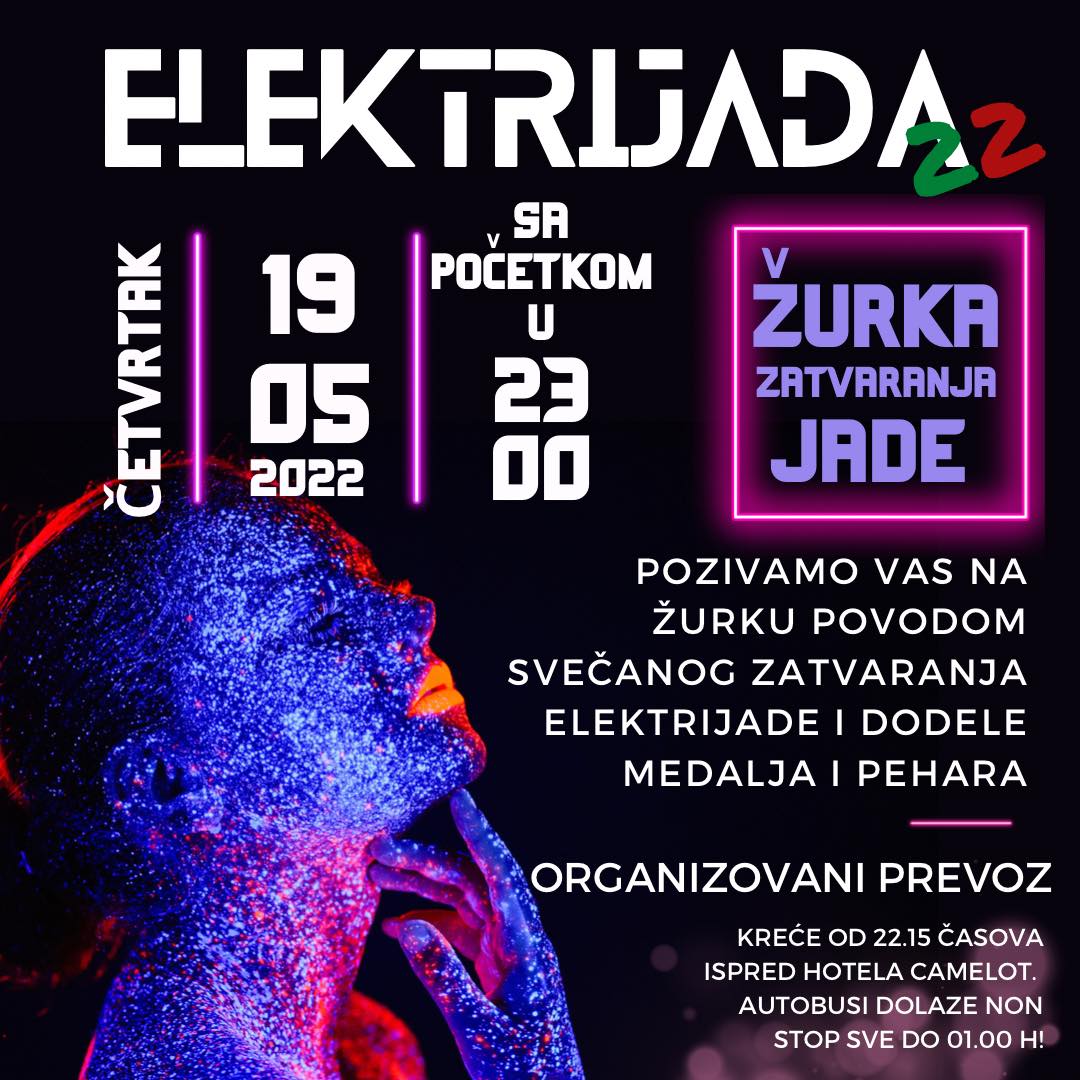 ELEKTRIJADA
22
ČETVRTAK
19
05
2022
SA
POČETKOM
U
23
00
ŽURKA
ZATVARANJA
JADE
POZIVAMO VAS NA
ŽURKU POVODOM
SVEČANOG ZATVARANJA
ELEKTRIJADE I DODELE
MEDALJA I PEHARA
ORGANIZOVANI PREVOZ
KREĆE OD 22.15 ČASOVA
ISPRED HOTELA CAMELOT.
AUTOBUSI DOLAZE NON
STOP SVE DO 01.00 H!